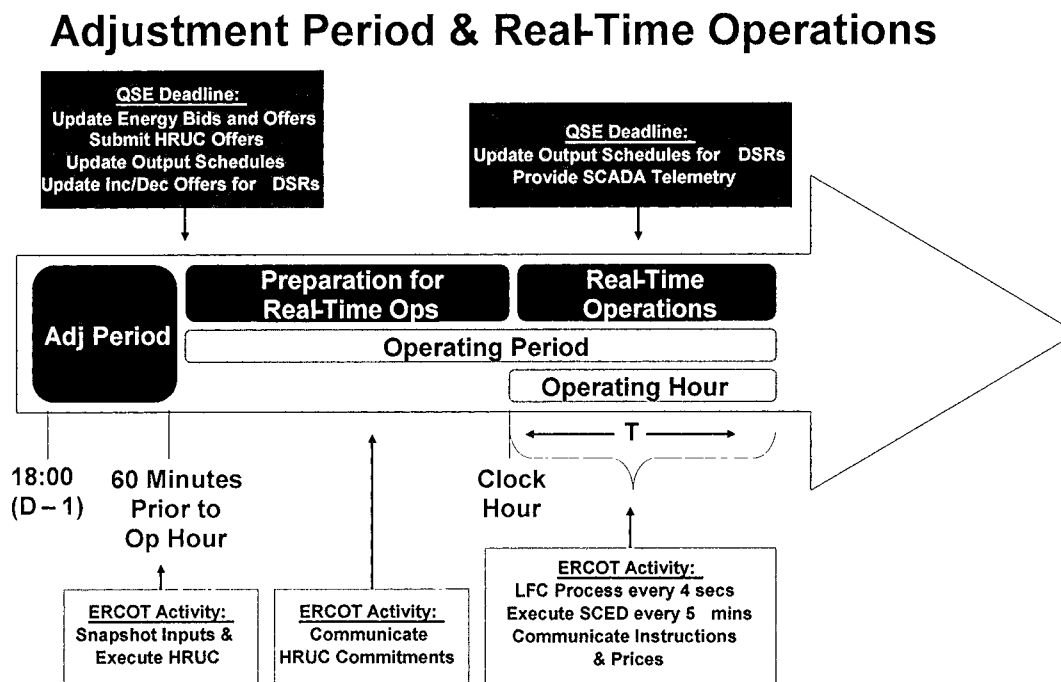 Adjustment Period & Real-Time Operations
QSE Deadline:
Update Energy Bids and Offers
Submit HRUC Offers
Update Output Schedules
Update Inc/Dec Offers for DSRs
QSE Deadline:
Update Output Schedules for DSRs
Provide SCADA Telemetry
Adj Period
Preparation for
Real-Time Ops
Real-Time
Operations
Operating Period
Operating Hour
T
18:00
(D – 1)
60 Minutes
Prior to
Op Hour
Clock
Hour
ERCOT Activity:
Snapshot Inputs &
Execute HRUC
ERCOT Activity:
Communicate
HRUC Commitments
ERCOT Activity:
LFC Process every 4 secs
Execute SCED every 5 mins
Communicate Instructions
& Prices